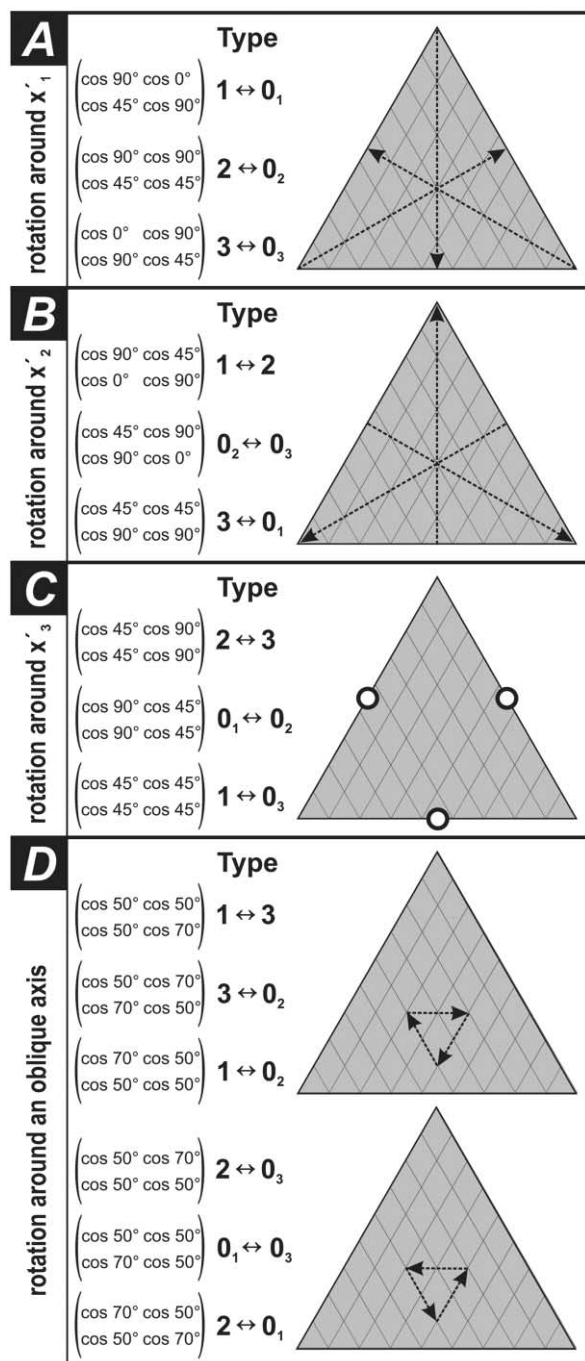 A
rotation around x′1
Type
(cos 90° cos 0°
cos 45° cos 90°) 1 ↔ 0₁
(cos 90° cos 90°
cos 45° cos 45°) 2 ↔ 0₂
(cos 0° cos 90°
cos 90° cos 45°) 3 ↔ 0₃
B
rotation around x′2
Type
(cos 90° cos 45°
cos 0° cos 90°) 1 ↔ 2
(cos 45° cos 90°
cos 90° cos 0°) 0₂ ↔ 0₃
(cos 45° cos 45°
cos 90° cos 90°) 3 ↔ 0₁
C
rotation around x′3
Type
(cos 45° cos 90°
cos 45° cos 90°) 2 ↔ 3
(cos 90° cos 45°
cos 90° cos 45°) 0₁ ↔ 0₂
(cos 45° cos 45°
cos 45° cos 45°) 1 ↔ 0₃
D
rotation around an oblique axis
Type
(cos 50° cos 50°
cos 50° cos 70°) 1 ↔ 3
(cos 50° cos 70°
cos 70° cos 50°) 3 ↔ 0₂
(cos 70° cos 50°
cos 50° cos 50°) 1 ↔ 0₂
(cos 50° cos 70°
cos 50° cos 50°) 2 ↔ 0₃
(cos 50° cos 50°
cos 70° cos 50°) 0₁ ↔ 0₃
(cos 70° cos 50°
cos 50° cos 70°) 2 ↔ 0₁